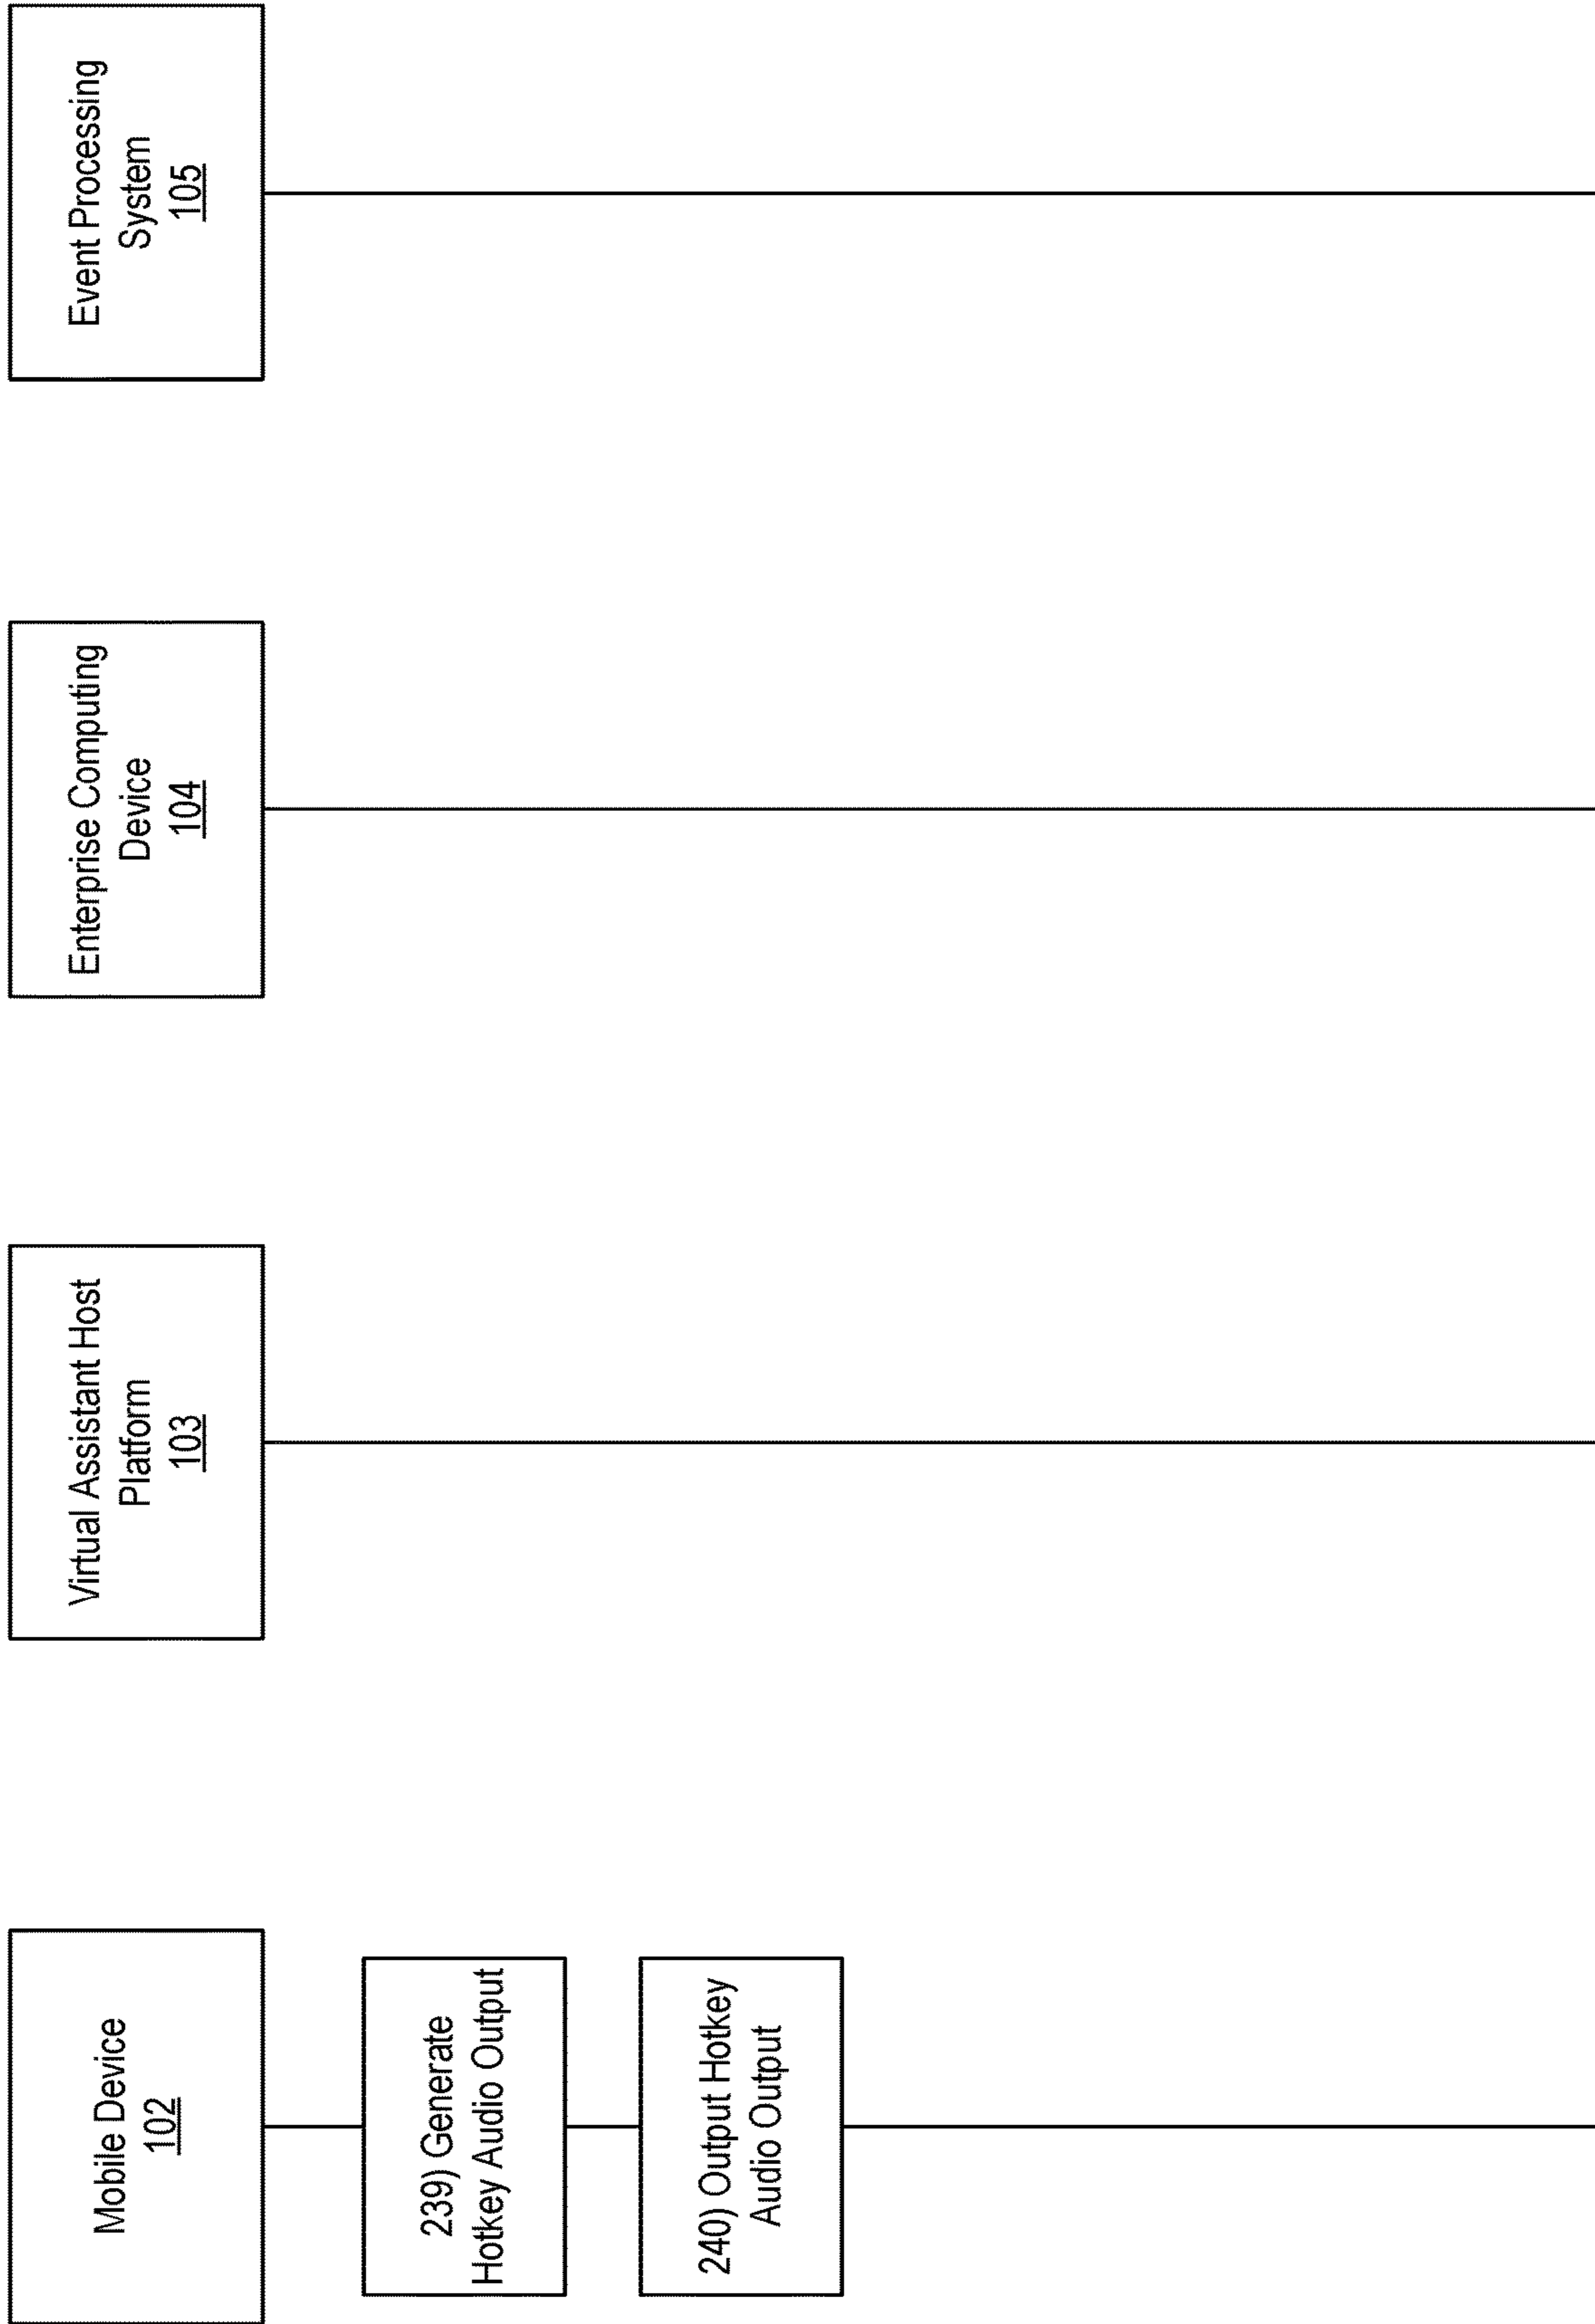 Mobile Device
102
Virtual Assistant Host
Platform
103
Enterprise Computing
Device
104
Event Processing
System
105
239) Generate
Hotkey Audio Output
240) Output Hotkey
Audio Output